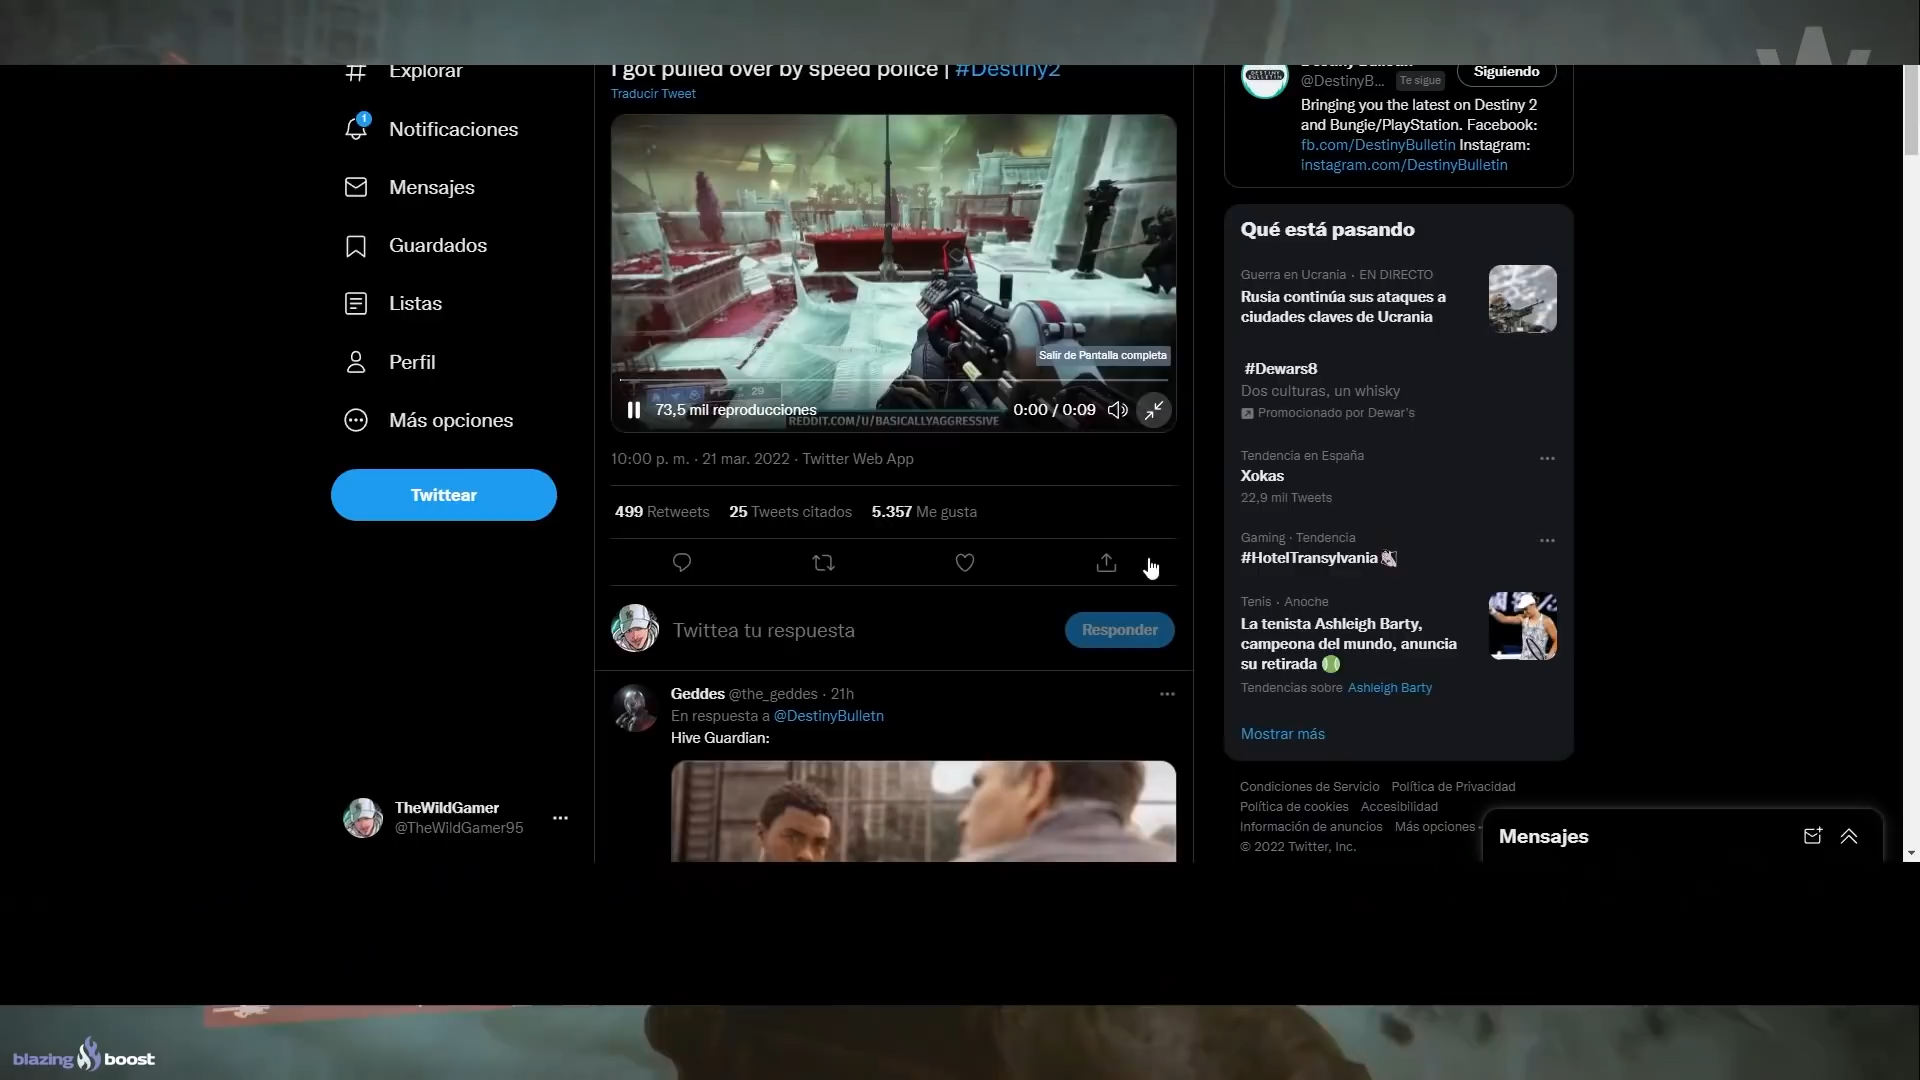 Explorar
1
Notificaciones
Mensajes
Guardados
Listas
Perfil
Más opciones
Twittear
TheWildGamer
@TheWildGamer95
I got pulled over by speed police | #Destiny2
Traducir Tweet
Salir de Pantalla completa
29
73,5 mil reproducciones
0:00 / 0:09
REDDIT.COM/U/BASICALLYAGGRESSIVE
10:00 p. m. · 21 mar. 2022 · Twitter Web App
499 Retweets 25 Tweets citados 5.357 Me gusta
Twittea tu respuesta
Responder
Geddes @the_geddes · 21h
En respuesta a @DestinyBulletn
Hive Guardian:
DESTINY
BULLETIN
@DestinyB... Te sigue
Siguiendo
Bringing you the latest on Destiny 2
and Bungie/PlayStation. Facebook:
fb.com/DestinyBulletin Instagram:
instagram.com/DestinyBulletin
Qué está pasando
Guerra en Ucrania · EN DIRECTO
Rusia continúa sus ataques a
ciudades claves de Ucrania
#Dewars8
Dos culturas, un whisky
Promocionado por Dewar's
Tendencia en España
Xokas
22,9 mil Tweets
Gaming · Tendencia
#HotelTransylvania
Tenis · Anoche
La tenista Ashleigh Barty,
campeona del mundo, anuncia
su retirada
Tendencias sobre Ashleigh Barty
Mostrar más
Condiciones de Servicio Política de Privacidad
Política de cookies Accesibilidad
Información de anuncios Más opciones
© 2022 Twitter, Inc.
Mensajes
blazing boost